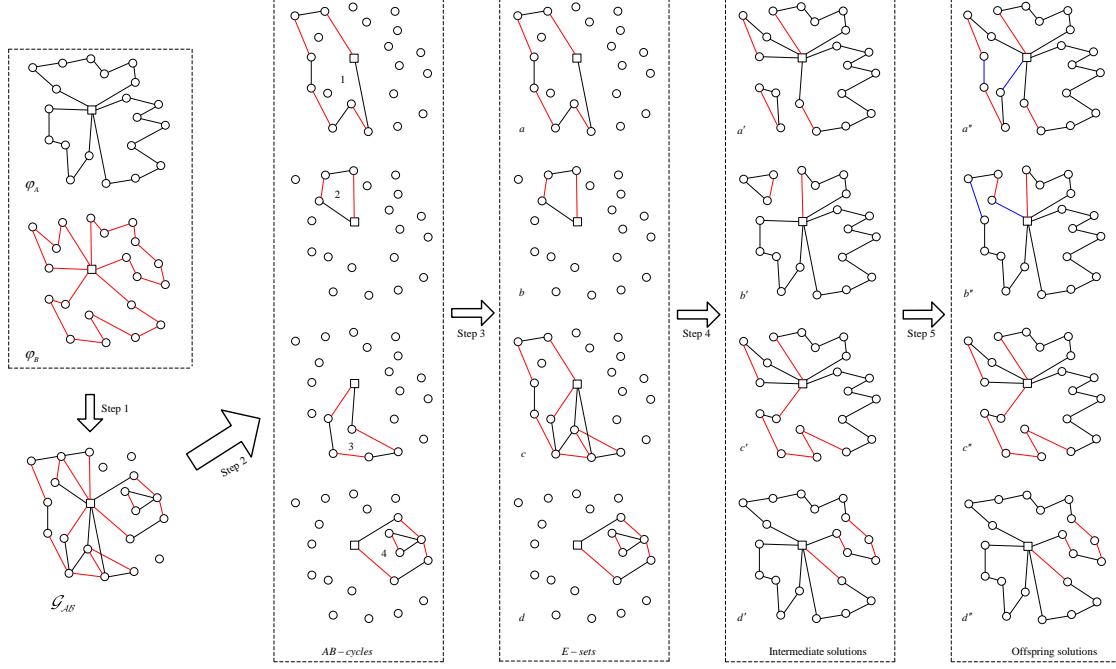 φA
φB
Step 1
𝒢AB
Step 2
1
2
3
4
AB – cycles
Step 3
a
b
c
d
E – sets
Step 4
a′
b′
c′
d′
Intermediate solutions
Step 5
a″
b″
c″
d″
Offspring solutions